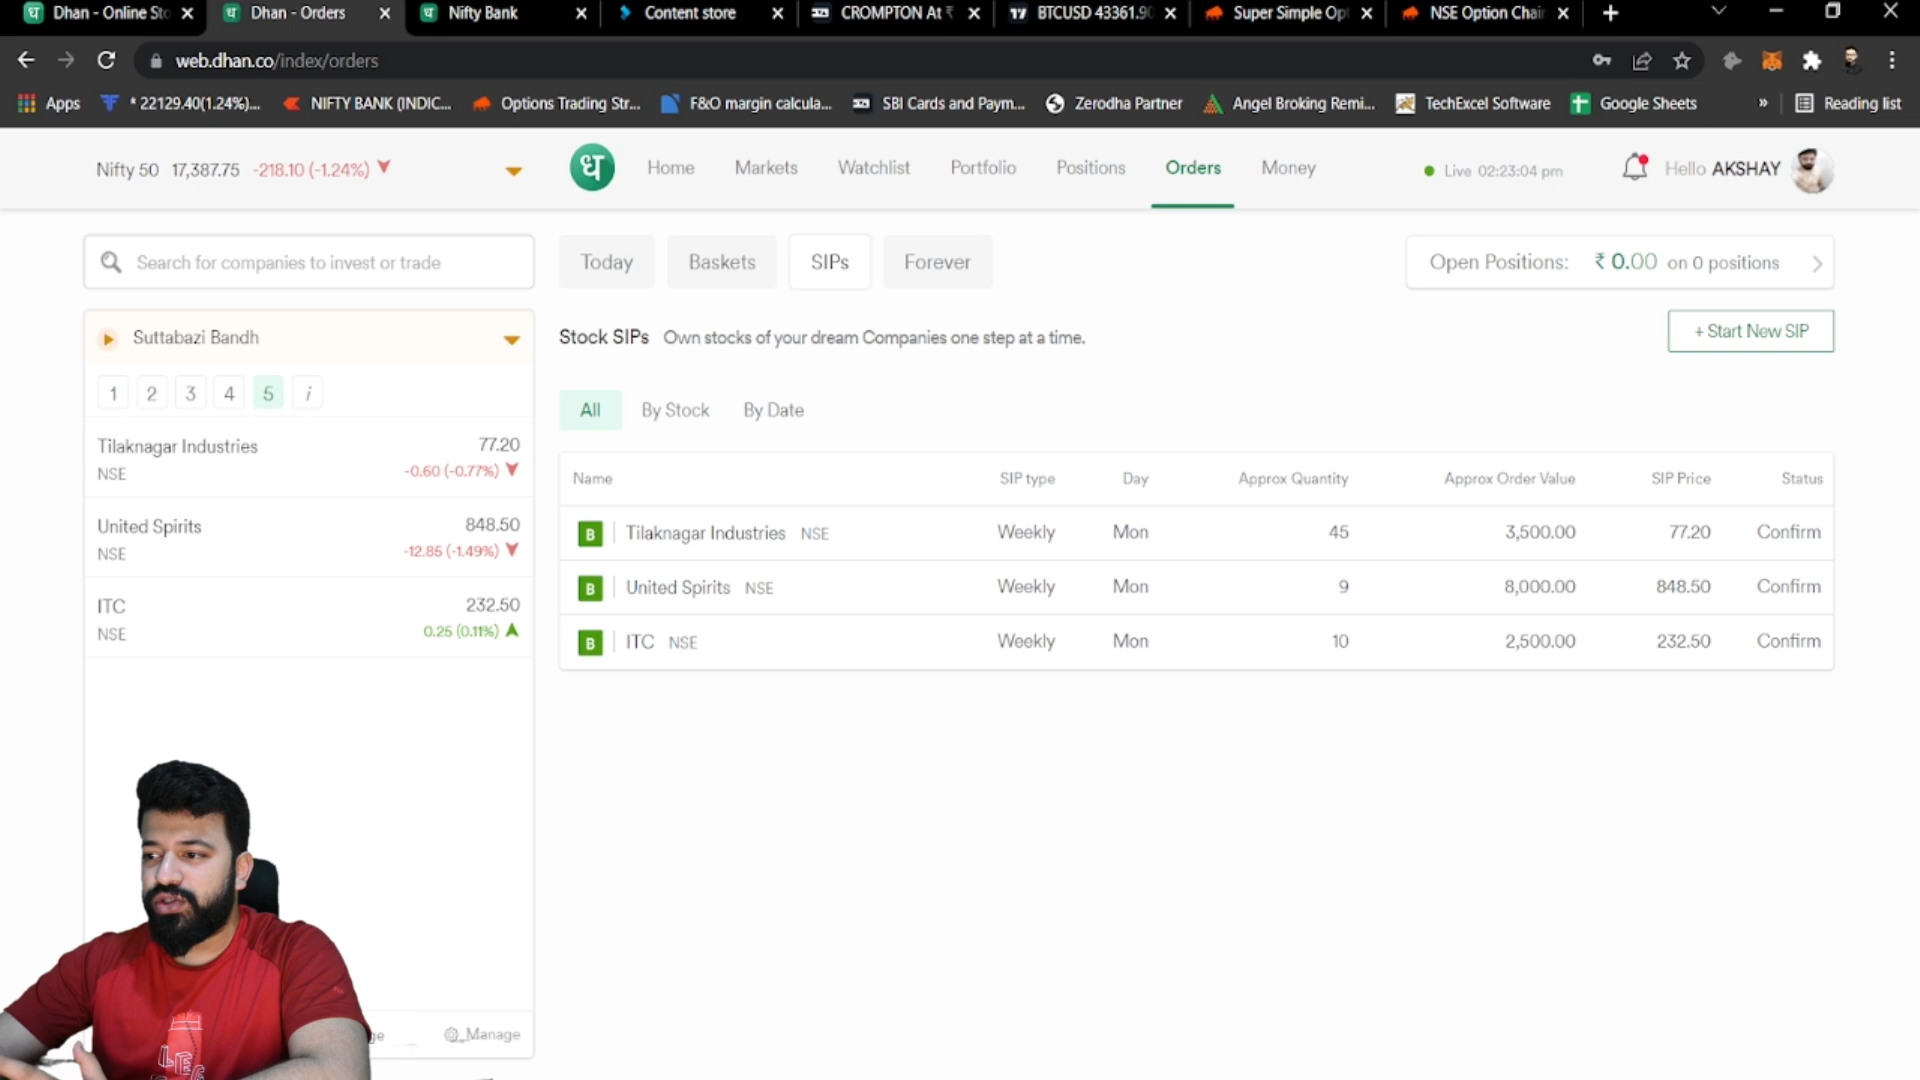 Dhan - Online Sto
Dhan - Orders
Nifty Bank
Content store
CROMPTON At ₹
BTCUSD 43361.90
Super Simple Opt
NSE Option Chain
web.dhan.co/index/orders
Apps
* 22129.40(1.24%)...
NIFTY BANK (INDIC...
Options Trading Str...
F&O margin calcula...
SBI Cards and Paym...
Zerodha Partner
Angel Broking Remi...
TechExcel Software
Google Sheets
»
Reading list
Nifty 50 17,387.75 -218.10 (-1.24%)
ध
Home
Markets
Watchlist
Portfolio
Positions
Orders
Money
Live 02:23:04 pm
Hello AKSHAY
Search for companies to invest or trade
Today
Baskets
SIPs
Forever
Open Positions: ₹ 0.00 on 0 positions
Suttabazi Bandh
1 2 3 4 5 i
Tilaknagar Industries 77.20
NSE -0.60 (-0.77%)
United Spirits 848.50
NSE -12.85 (-1.49%)
ITC 232.50
NSE 0.25 (0.11%)
Manage
Stock SIPs Own stocks of your dream Companies one step at a time.
+ Start New SIP
All By Stock By Date
Name SIP type Day Approx Quantity Approx Order Value SIP Price Status
B Tilaknagar Industries NSE Weekly Mon 45 3,500.00 77.20 Confirm
B United Spirits NSE Weekly Mon 9 8,000.00 848.50 Confirm
B ITC NSE Weekly Mon 10 2,500.00 232.50 Confirm